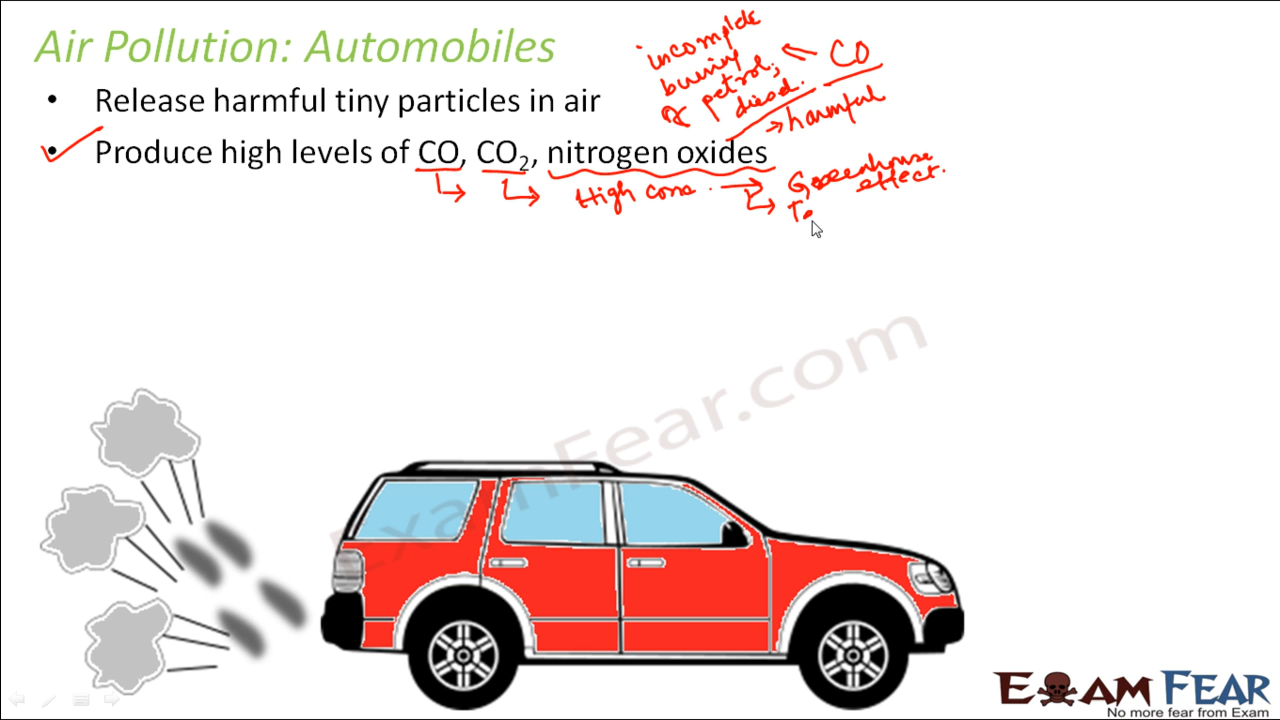 Air Pollution: Automobiles
• Release harmful tiny particles in air
• Produce high levels of CO, CO₂, nitrogen oxides
incomplete
burning
of petrol,
diesel.
CO
→ harmful
High conc. → Greenhouse
effect.
ExamFear.com
EXAM FEAR
No more fear from Exam